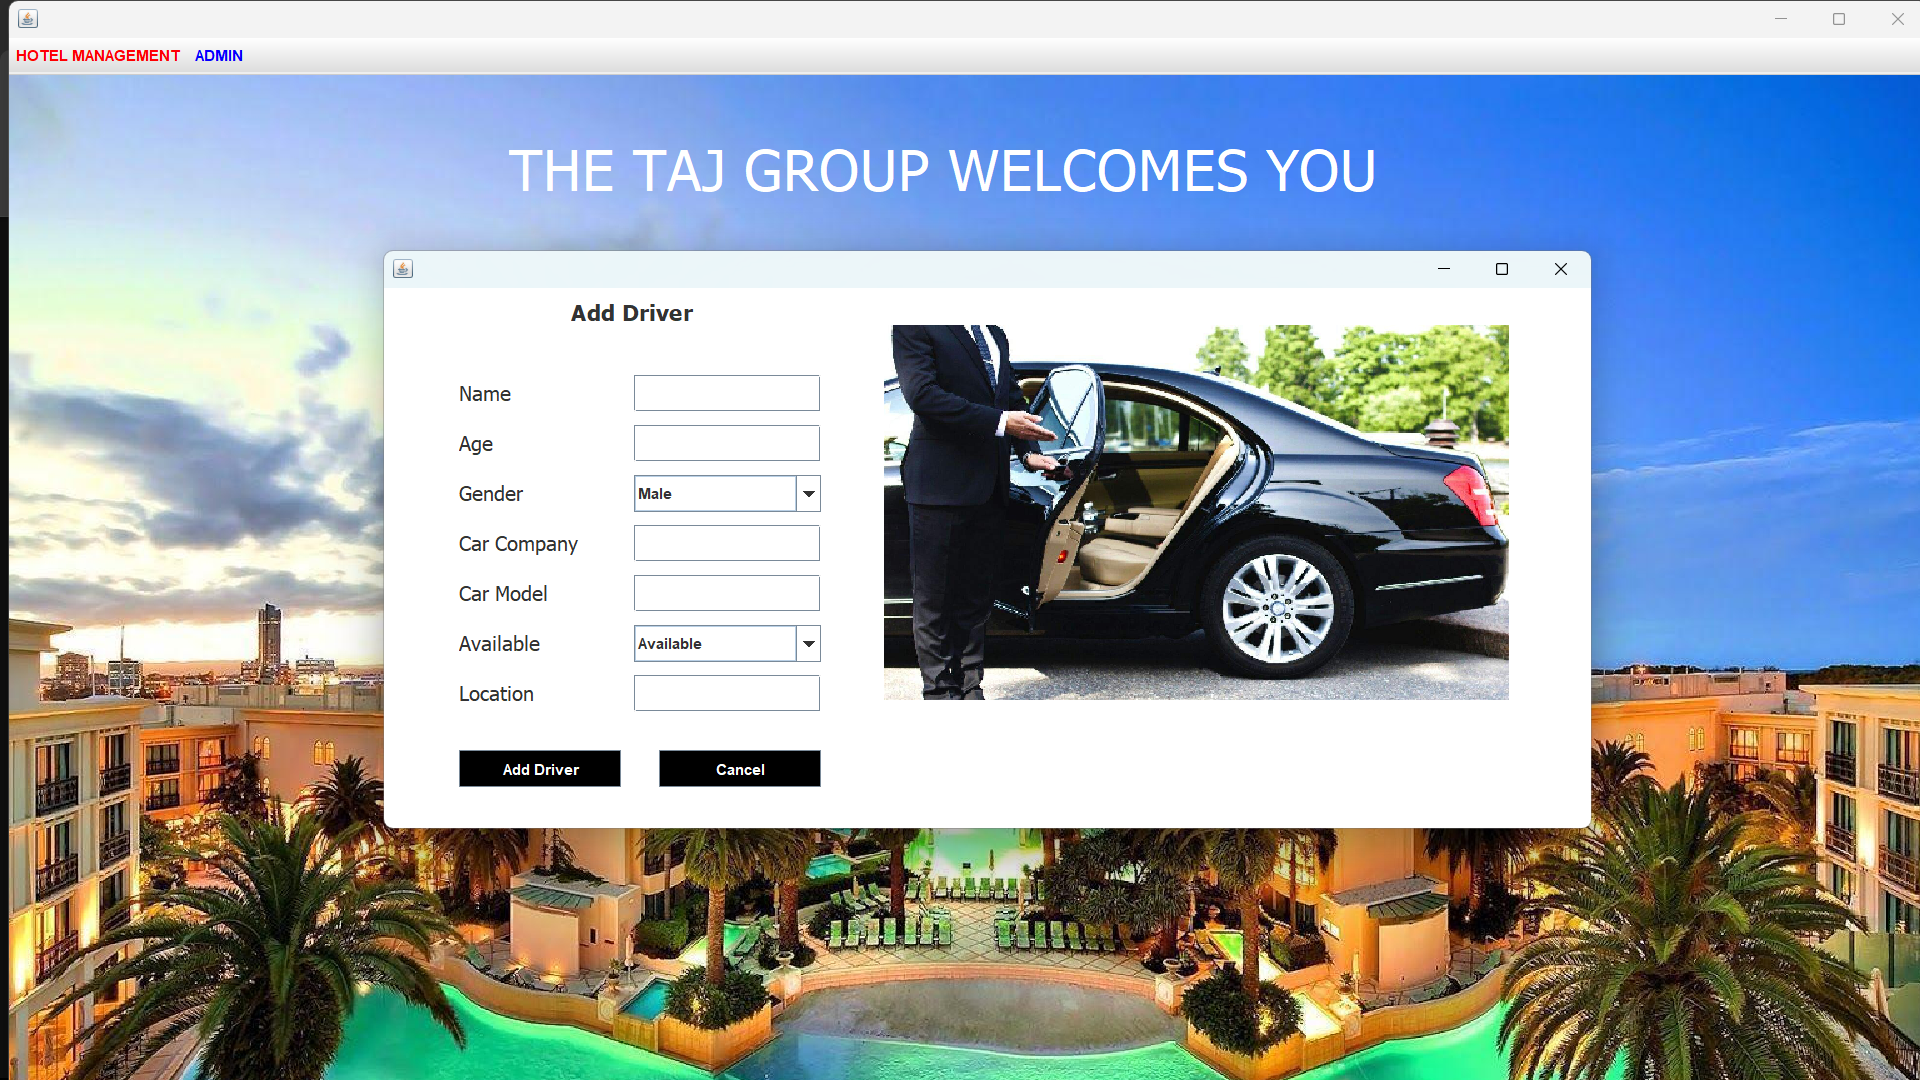 HOTEL MANAGEMENT ADMIN
THE TAJ GROUP WELCOMES YOU
Add Driver
Name
Age
Gender Male
Car Company
Car Model
Available Available
Location
Add Driver Cancel